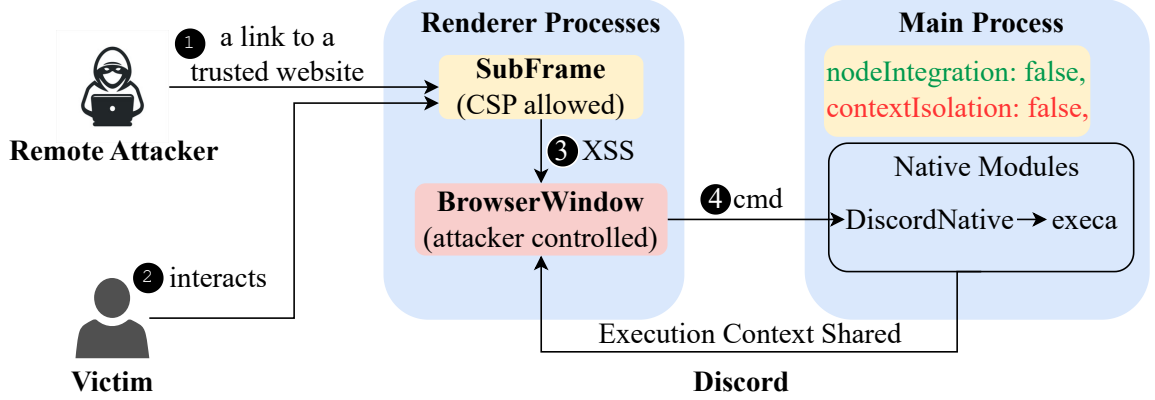 Renderer Processes
Main Process
1 a link to a
trusted website
Remote Attacker
SubFrame
(CSP allowed)
nodeIntegration: false,
contextIsolation: false,
3 XSS
Native Modules
BrowserWindow
(attacker controlled)
4 cmd
DiscordNative
execa
2 interacts
Victim
Execution Context Shared
Discord